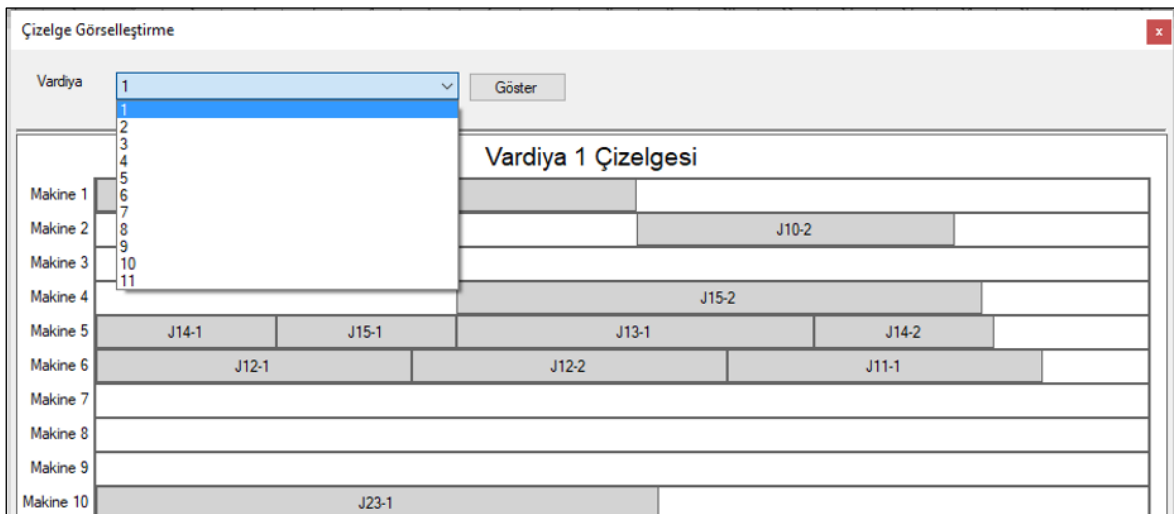 Çizelge Görselleştirme
x
Vardiya 1 Göster
1
2
3
4
5
6
7
8
9
10
11
Vardiya 1 Çizelgesi
Makine 1
Makine 2 J10-2
Makine 3
Makine 4 J15-2
Makine 5 J14-1 J15-1 J13-1 J14-2
Makine 6 J12-1 J12-2 J11-1
Makine 7
Makine 8
Makine 9
Makine 10 J23-1